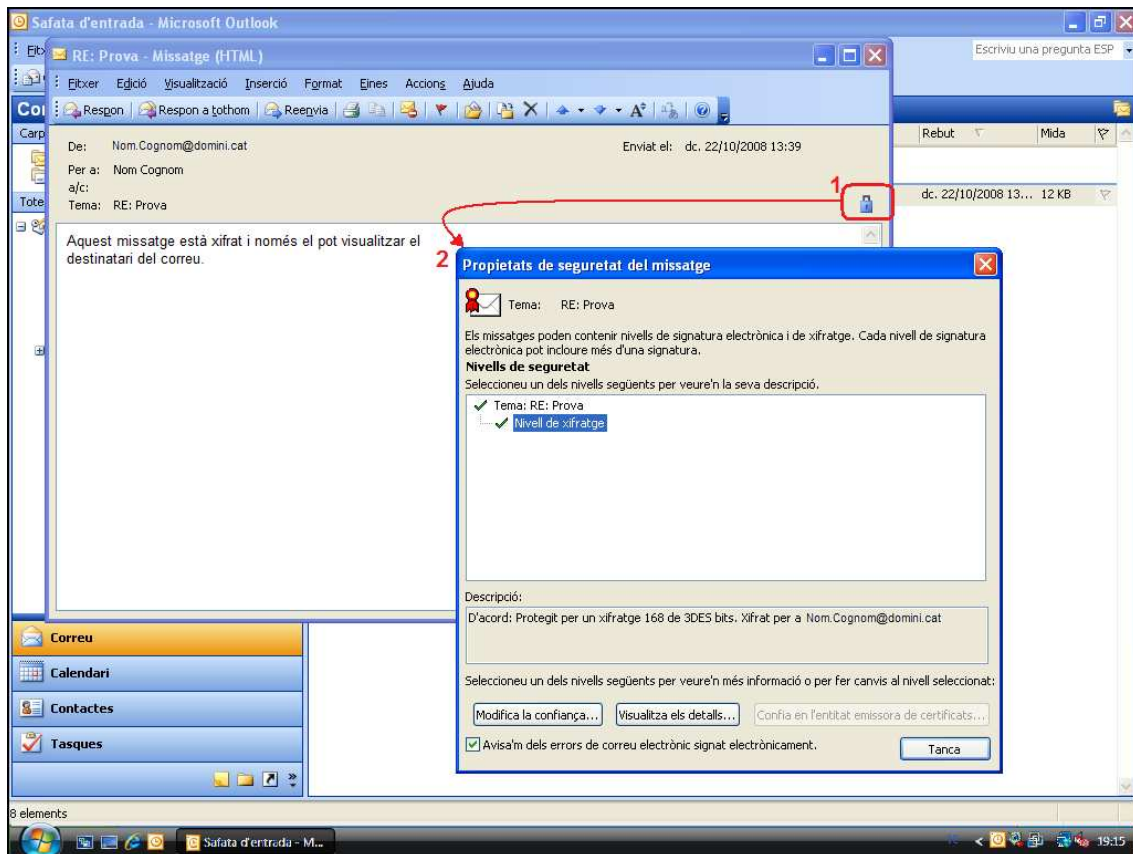 Safata d'entrada - Microsoft Outlook
Escriviu una pregunta ESP
RE: Prova - Missatge (HTML)
Fitxer Edició Visualització Inserció Format Eines Accions Ajuda
Respon Respon a tothom Reenvia
De: Nom.Cognom@domini.cat Enviat el: dc. 22/10/2008 13:39
Per a: Nom Cognom
a/c:
Tema: RE: Prova
Rebut Mida
dc. 22/10/2008 13... 12 KB
1
Aquest missatge està xifrat i només el pot visualitzar el
destinatari del correu.
2
Propietats de seguretat del missatge
Tema: RE: Prova
Els missatges poden contenir nivells de signatura electrònica i de xifratge. Cada nivell de signatura
electrònica pot incloure més d'una signatura.
Nivells de seguretat
Seleccioneu un dels nivells següents per veure'n la seva descripció.
Tema: RE: Prova
Nivell de xifratge
Descripció:
D'acord: Protegit per un xifratge 168 de 3DES bits. Xifrat per a Nom.Cognom@domini.cat
Seleccioneu un dels nivells següents per veure'n més informació o per fer canvis al nivell seleccionat:
Modifica la confiança... Visualitza els detalls... Confia en l'entitat emissora de certificats...
Avisa'm dels errors de correu electrònic signat electrònicament.
Tanca
Correu
Calendari
Contactes
Tasques
8 elements
Safata d'entrada - M...
19:15